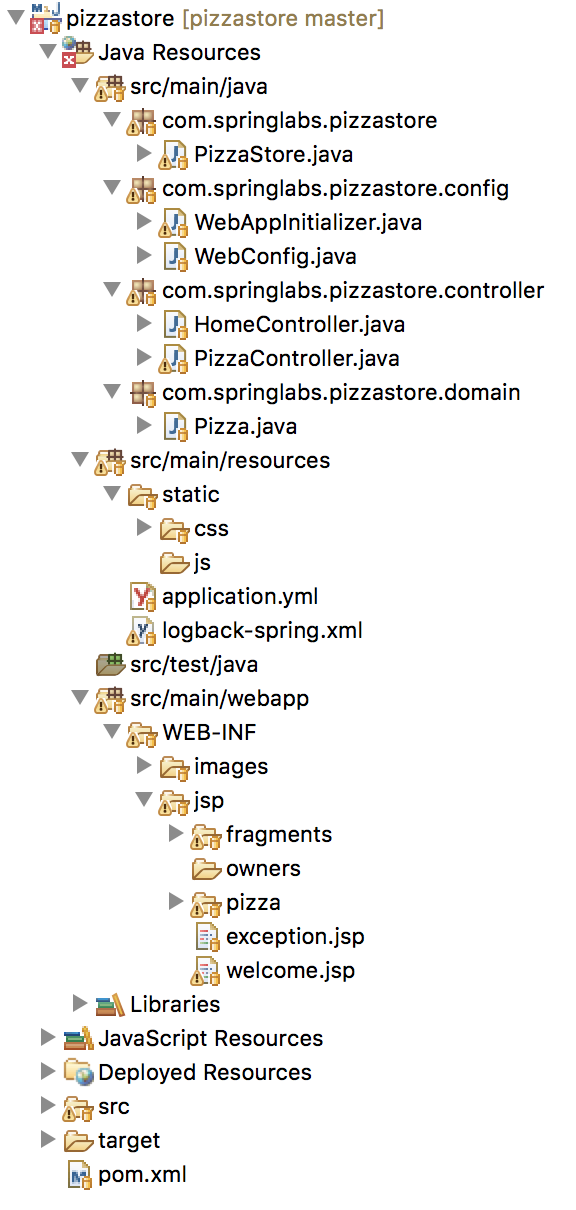 pizzastore [pizzastore master]
Java Resources
src/main/java
com.springlabs.pizzastore
PizzaStore.java
com.springlabs.pizzastore.config
WebAppInitializer.java
WebConfig.java
com.springlabs.pizzastore.controller
HomeController.java
PizzaController.java
com.springlabs.pizzastore.domain
Pizza.java
src/main/resources
static
css
js
application.yml
logback-spring.xml
src/test/java
src/main/webapp
WEB-INF
images
jsp
fragments
owners
pizza
exception.jsp
welcome.jsp
Libraries
JavaScript Resources
Deployed Resources
src
target
pom.xml